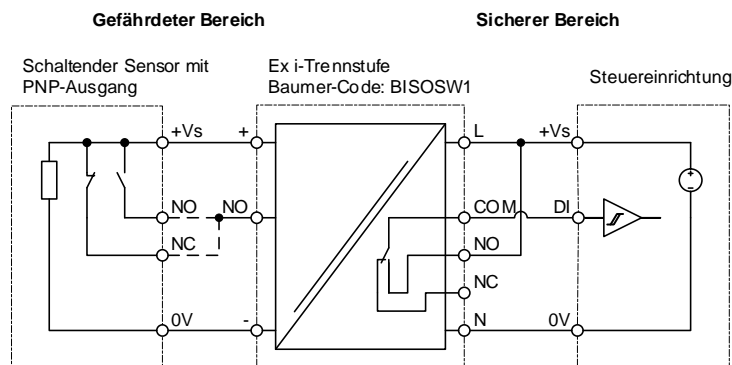 Gefährdeter Bereich
Sicherer Bereich
Schaltender Sensor mit
PNP-Ausgang
Ex i-Trennstufe
Baumer-Code: BISOSW1
Steuereinrichtung
+Vs
+
L
+Vs
NO
NO
COM
DI
NC
NO
NC
0V
-
N
0V